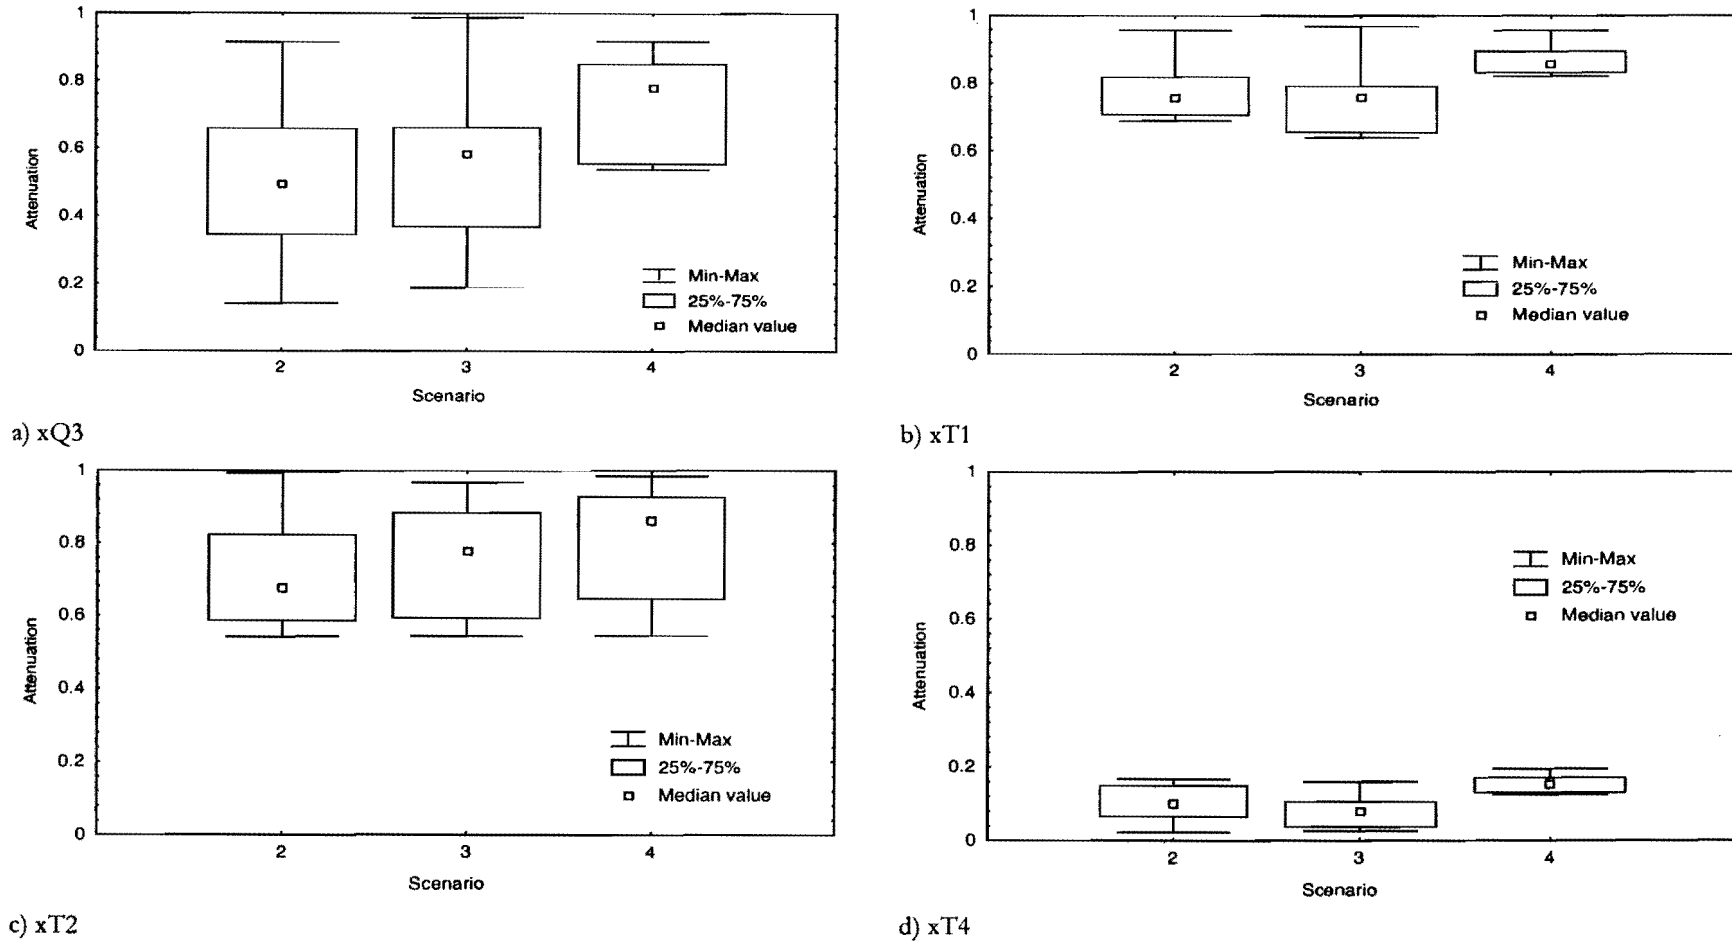 1
0.8
0.6
0.4
0.2
0
Attenuation
Min-Max
25%-75%
Median value
2 3 4
Scenario
a) xQ3
1
0.8
0.6
0.4
0.2
0
Attenuation
Min-Max
25%-75%
Median value
2 3 4
Scenario
b) xT1
1
0.8
0.6
0.4
0.2
0
Attenuation
Min-Max
25%-75%
Median value
2 3 4
Scenario
c) xT2
1
0.8
0.6
0.4
0.2
0
Attenuation
Min-Max
25%-75%
Median value
2 3 4
Scenario
d) xT4